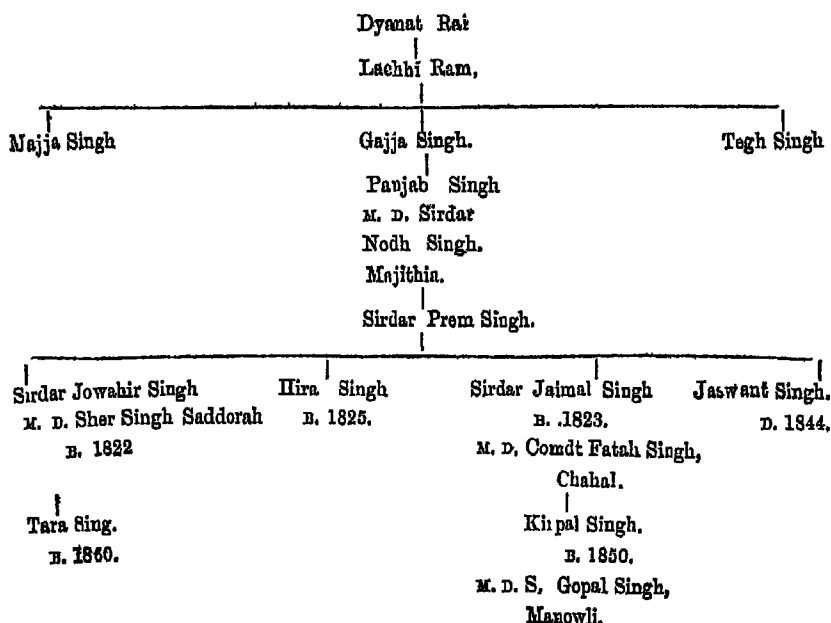 Dyanat Rai
Lachhi Ram,
Najja Singh Gajja Singh. Tegh Singh
Panjab Singh
M. D. Sirdar
Nodh Singh.
Majithia.
Sirdar Prem Singh.
Sirdar Jowahir Singh Hira Singh Sirdar Jaimal Singh Jaswant Singh.
M. D. Sher Singh Saddorah B. 1825. B. .1823. D. 1844.
B. 1822 M. D. Comdt Fatah Singh,
Chahal.
Tara Sing. Kirpal Singh.
B. 1860. B. 1850.
M. D. S, Gopal Singh,
Manowli.